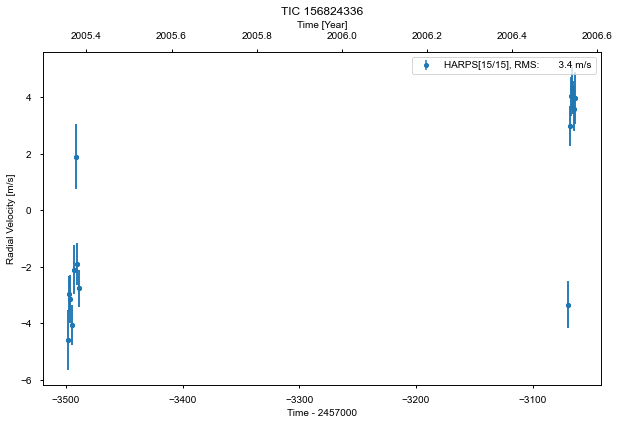 TIC 156824336
Time [Year]
2005.4 2005.6 2005.8 2006.0 2006.2 2006.4 2006.6
HARPS[15/15], RMS: 3.4 m/s
Radial Velocity [m/s]
4
2
0
−2
−4
−6
−3500 −3400 −3300 −3200 −3100
Time - 2457000